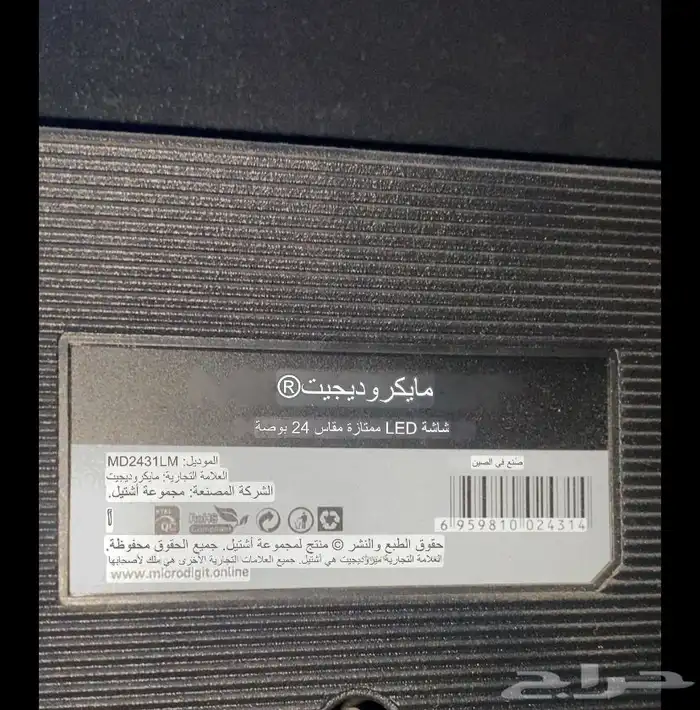 مايكروديجيت®
شاشة LED ممتازة مقاس 24 بوصة
الموديل: MD2431LM
صنع في الصين
العلامة التجارية: مايكروديجيت
الشركة المصنعة: مجموعة أشتيل.
RoHS
Compliant
6 959810 024314
حقوق الطبع والنشر © منتج لمجموعة أشتيل. جميع الحقوق محفوظة.
العلامة التجارية ميكروديجيت هي أشتيل. جميع العلامات التجارية الأخرى هي ملك لأصحابها
www.microdigit.online
حراج